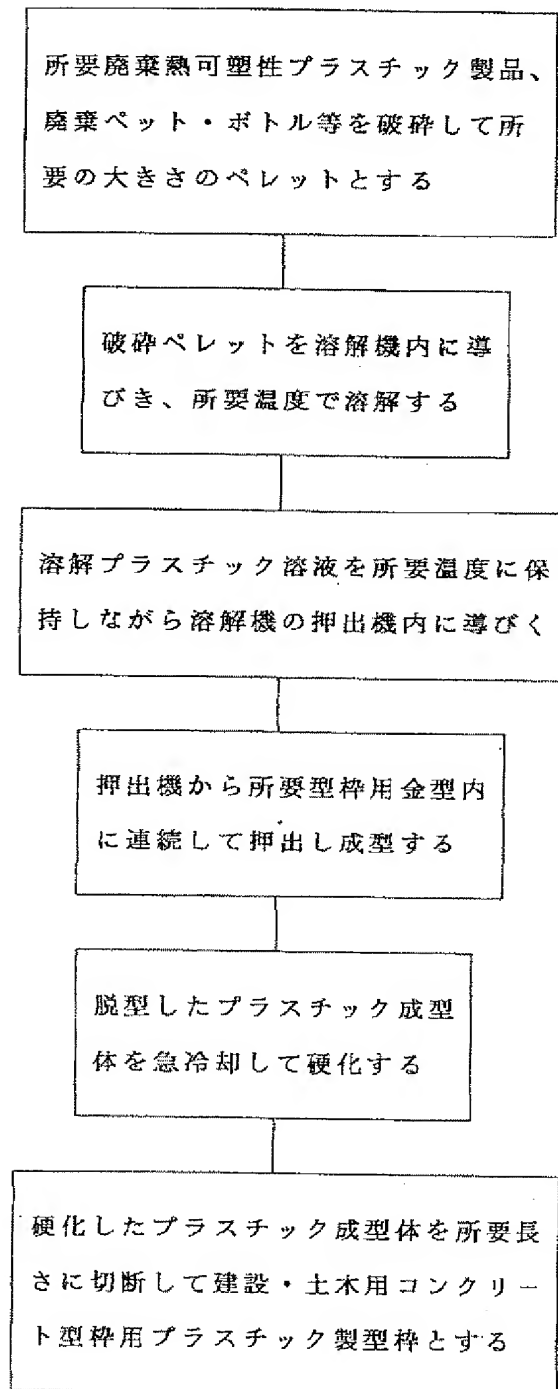 所要廃棄熱可塑性プラスチック製品、
廃棄ペット・ボトル等を破砕して所
要の大きさのペレットとする
破砕ペレットを溶解機内に導
びき、所要温度で溶解する
溶解プラスチック溶液を所要温度に保
持しながら溶解機の押出機内に導びく
押出機から所要型枠用金型内
に連続して押出し成型する
脱型したプラスチック成型
体を急冷却して硬化する
硬化したプラスチック成型体を所要長
さに切断して建設・土木用コンクリー
ト型枠用プラスチック製型枠とする